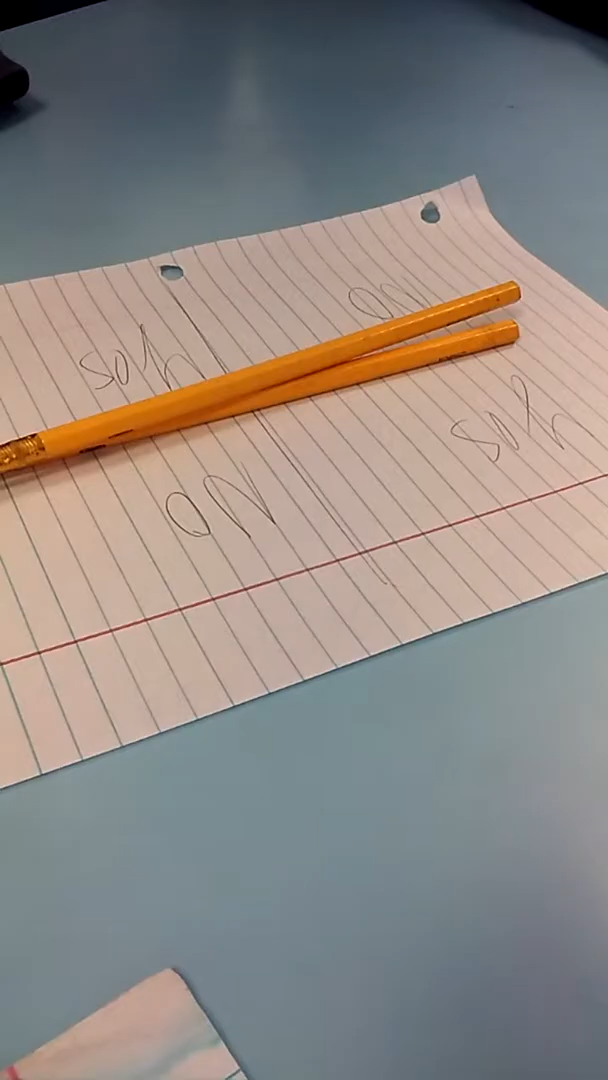 Yes No
No Yes